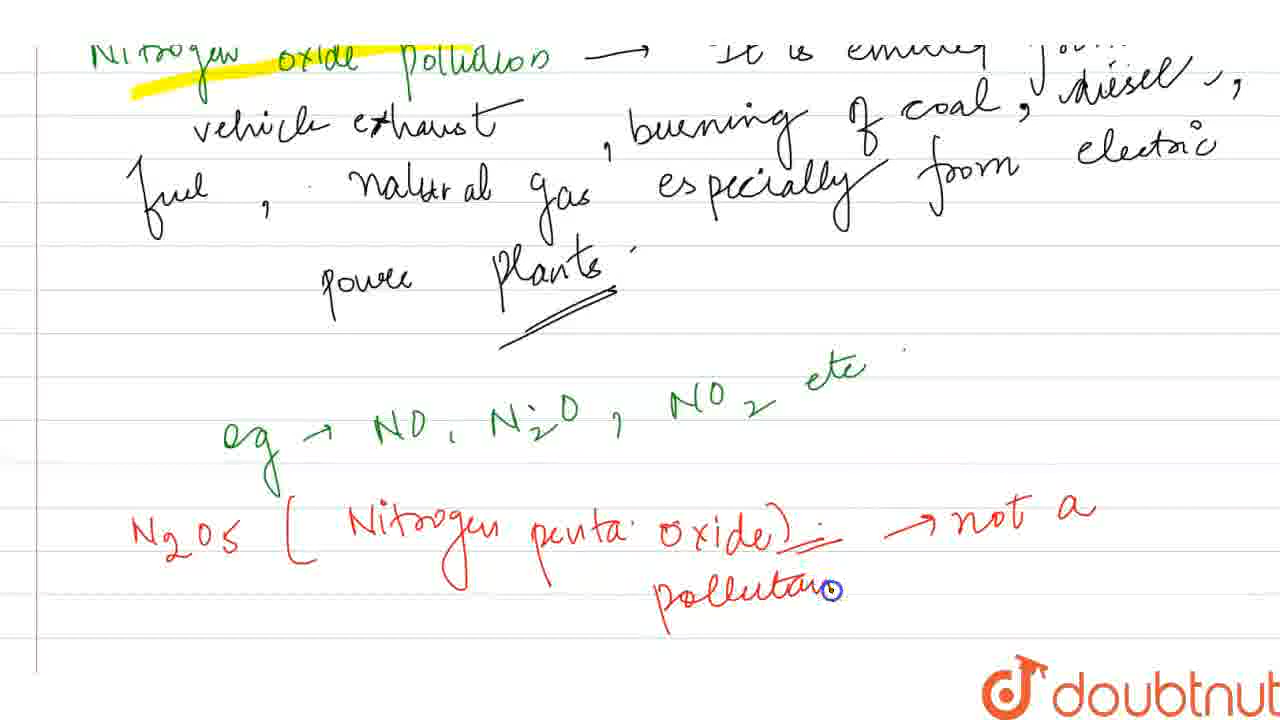 Nitrogen oxide pollution → It is emitted from
vehicle exhaust, burning of coal, diesel,
fuel, natural gas especially from electric
power plants.
eg → NO, N2O, NO2 etc
N2O5 ( Nitrogen penta oxide) → not a
pollutan
doubtnut